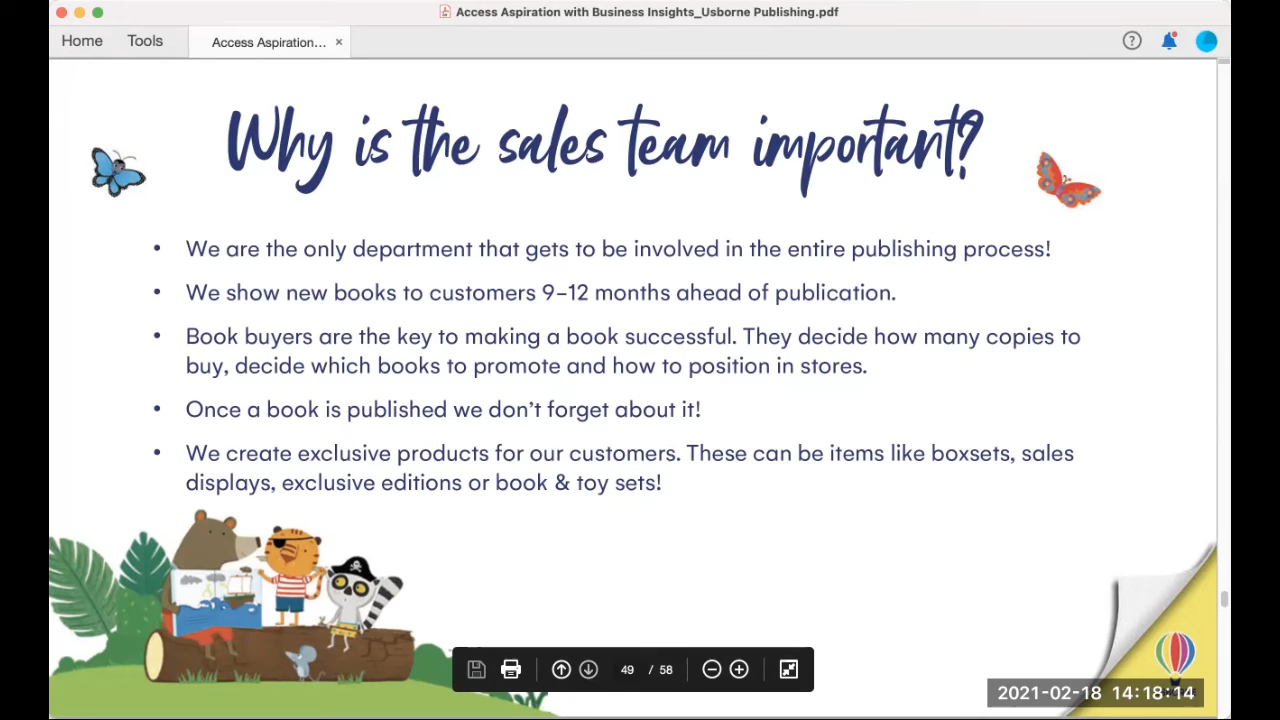 Access Aspiration with Business Insights_Usborne Publishing.pdf
Home
Tools
Access Aspiration...
Why is the sales team important?
• We are the only department that gets to be involved in the entire publishing process!
• We show new books to customers 9–12 months ahead of publication.
• Book buyers are the key to making a book successful. They decide how many copies to
buy, decide which books to promote and how to position in stores.
• Once a book is published we don't forget about it!
• We create exclusive products for our customers. These can be items like boxsets, sales
displays, exclusive editions or book & toy sets!
49 / 58
2021-02-18 14:18:14